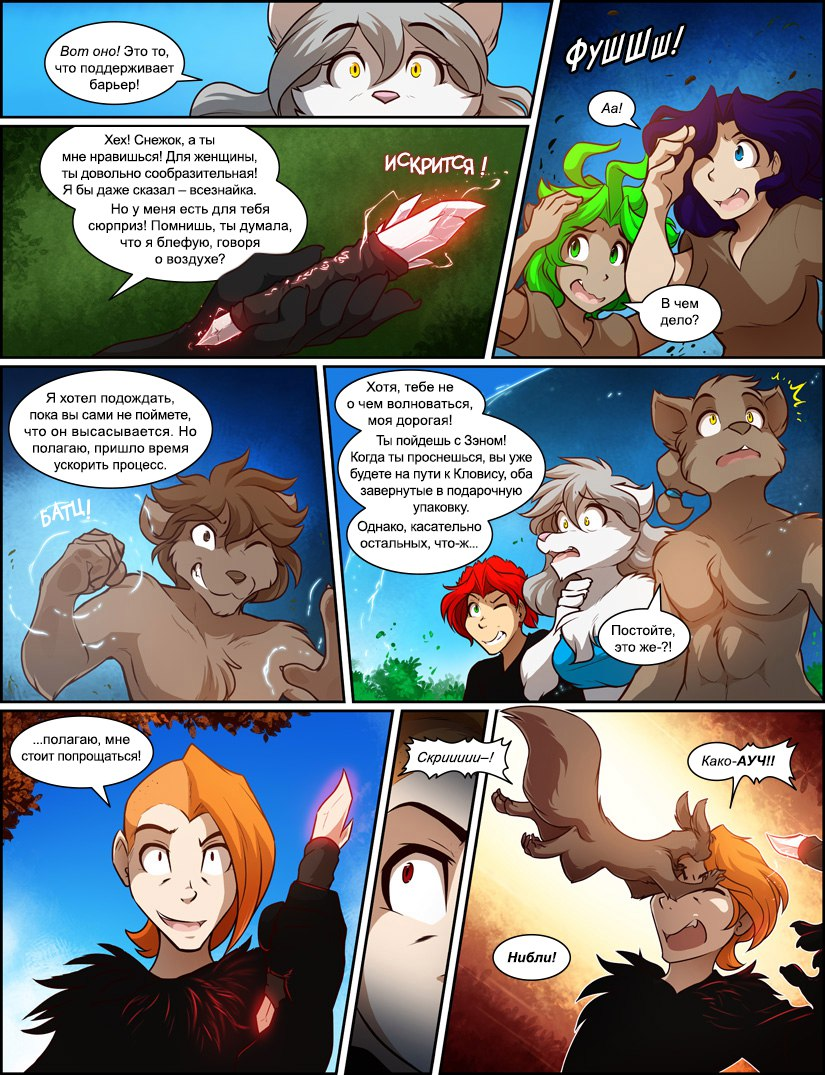 Вот оно! Это то,
что поддерживает
барьер!
ФУШШШ!
Аа!
В чем
дело?
Хех! Снежок, а ты
мне нравишься! Для женщины,
ты довольно сообразительная!
Я бы даже сказал – всезнайка.
Но у меня есть для тебя
сюрприз! Помнишь, ты думала,
что я блефую, говоря
о воздухе?
ИСКРИТСЯ!
Я хотел подождать,
пока вы сами не поймете,
что он высасывается. Но
полагаю, пришло время
ускорить процесс.
БАТЦ!
Хотя, тебе не
о чем волноваться,
моя дорогая!
Ты пойдешь с Зэном!
Когда ты проснешься, вы уже
будете на пути к Кловису, оба
завернутые в подарочную
упаковку.
Однако, касательно
остальных, что-ж...
Постойте,
это же-?!
...полагаю, мне
стоит попрощаться!
Скриииии–!
Како-АУЧ!!
Нибли!